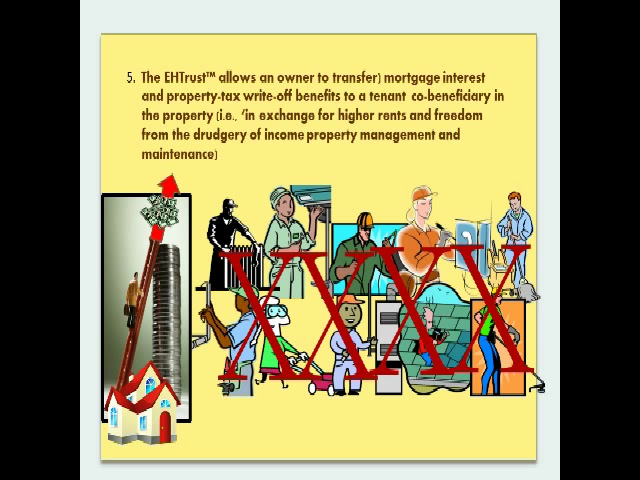 5. The EHTrust™ allows an owner to transfer) mortgage interest
and property-tax write-off benefits to a tenant co-beneficiary in
the property (i.e., ‘in exchange for higher rents and freedom
from the drudgery of income property management and
maintenance)
XXXX